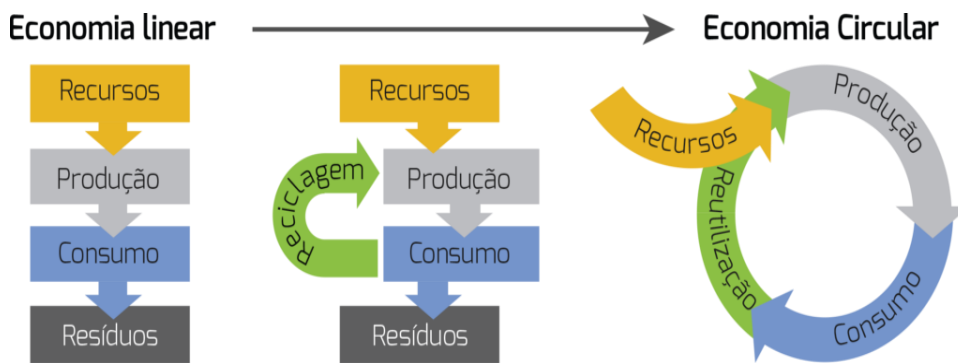 Economia linear
Economia Circular
Recursos
Produção
Consumo
Resíduos
Recursos
Reciclagem
Produção
Consumo
Resíduos
Recursos
Produção
Consumo
Reutilização